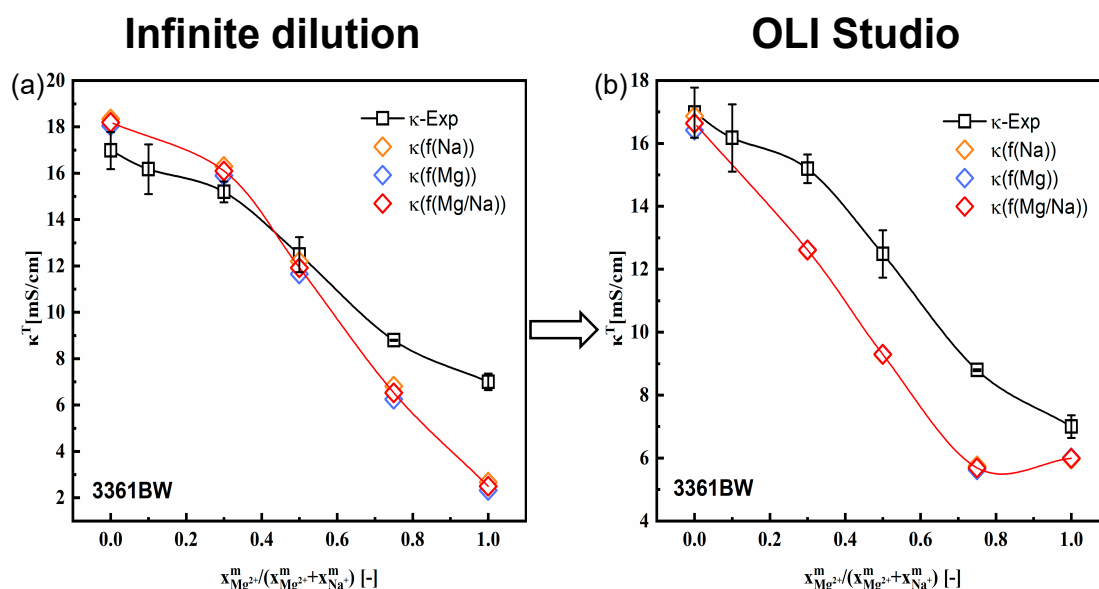 Infinite dilution
OLI Studio
(a)
20
18
16
14
12
10
8
6
4
2
κᵀ[mS/cm]
κ-Exp
κ(f(Na))
κ(f(Mg))
κ(f(Mg/Na))
3361BW
0.0 0.2 0.4 0.6 0.8 1.0
xᵐMg²⁺/(xᵐMg²⁺+xᵐNa⁺) [-]
(b)
18
16
14
12
10
8
6
4
κᵀ[mS/cm]
κ-Exp
κ(f(Na))
κ(f(Mg))
κ(f(Mg/Na))
3361BW
0.0 0.2 0.4 0.6 0.8 1.0
xᵐMg²⁺/(xᵐMg²⁺+xᵐNa⁺) [-]